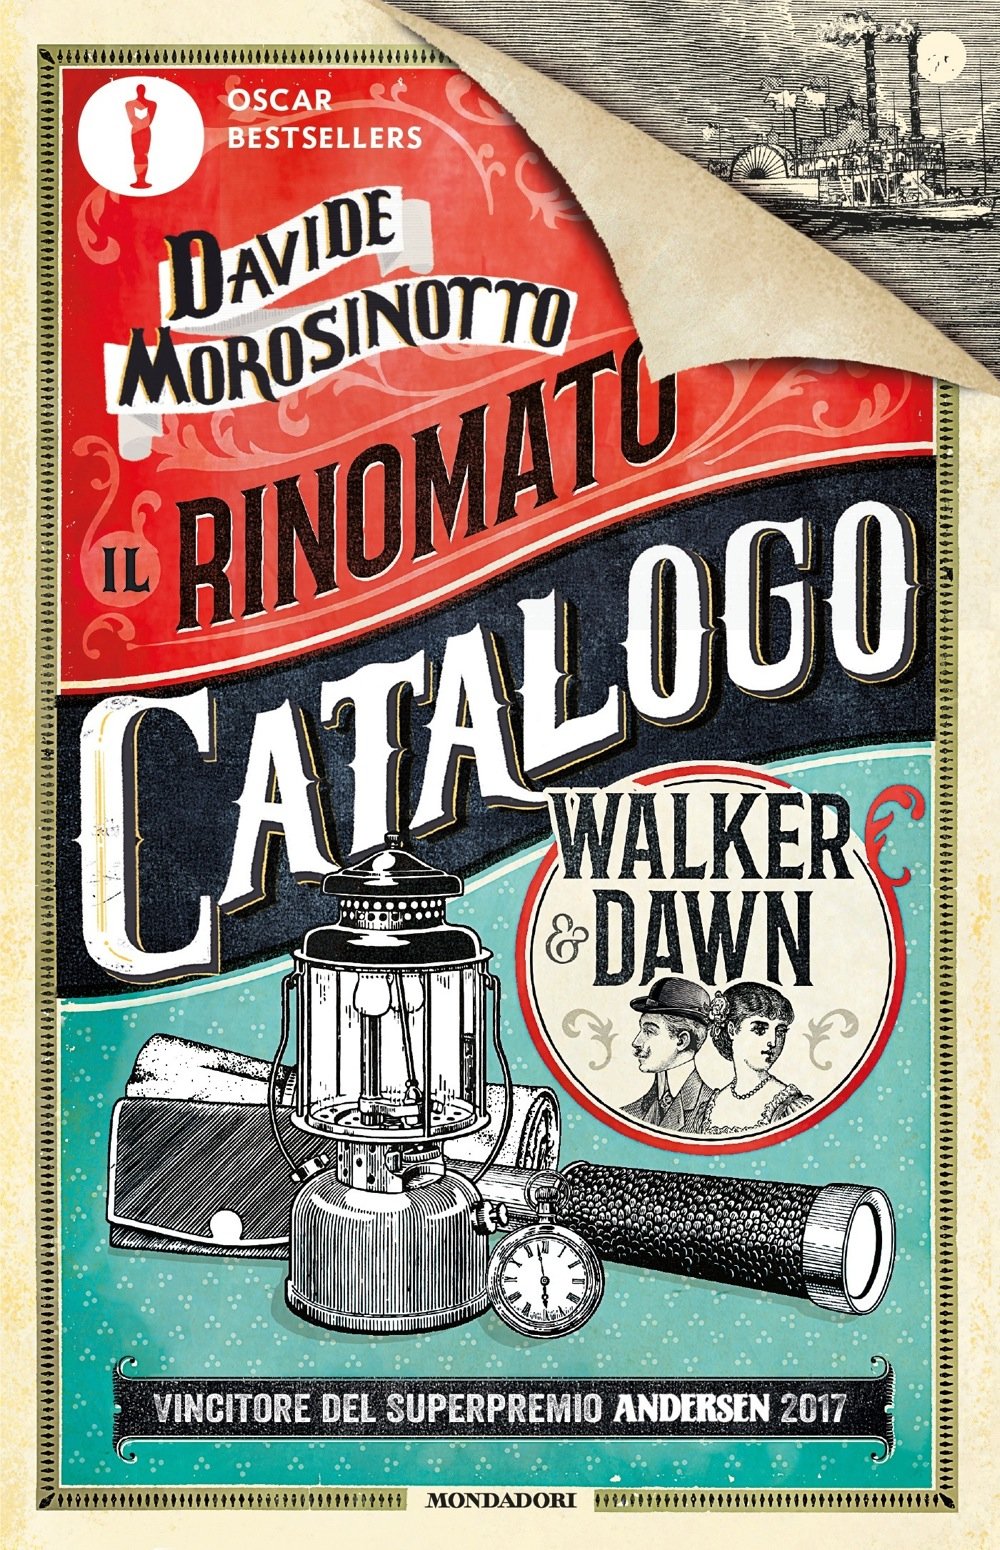 OSCAR
BESTSELLERS
DAVIDE
MOROSINOTTO
IL RINOMATO
CATALOGO
WALKER
& DAWN
VINCITORE DEL SUPERPREMIO ANDERSEN 2017
MONDADORI